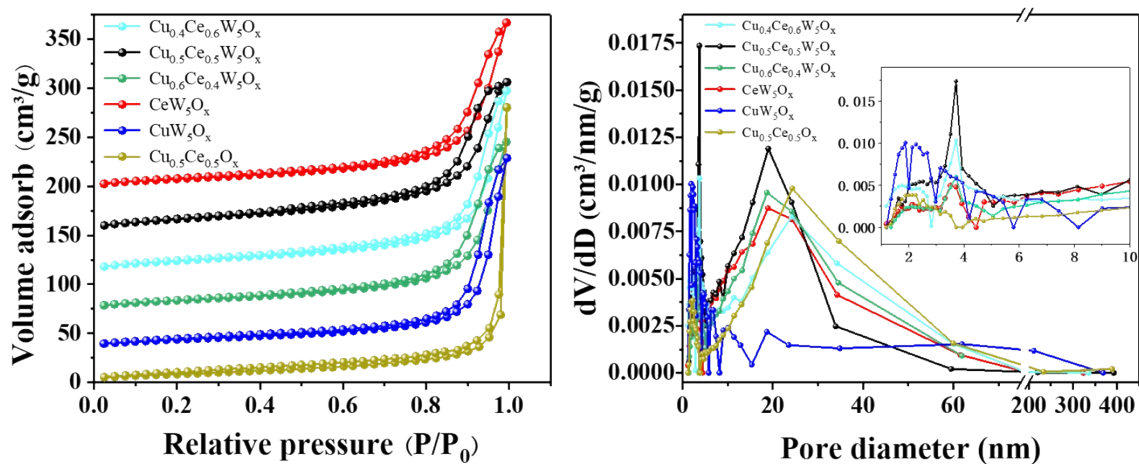 Volume adsorb (cm³/g)
350
300
250
200
150
100
50
0
Cu₀.₄Ce₀.₆W₅Oₓ
Cu₀.₅Ce₀.₅W₅Oₓ
Cu₀.₆Ce₀.₄W₅Oₓ
CeW₅Oₓ
CuW₅Oₓ
Cu₀.₅Ce₀.₅Oₓ
0.0 0.2 0.4 0.6 0.8 1.0
Relative pressure (P/P₀)
dV/dD (cm³/nm/g)
0.0175
0.0150
0.0125
0.0100
0.0075
0.0050
0.0025
0.0000
Cu₀.₄Ce₀.₆W₅Oₓ
Cu₀.₅Ce₀.₅W₅Oₓ
Cu₀.₆Ce₀.₄W₅Oₓ
CeW₅Oₓ
CuW₅Oₓ
Cu₀.₅Ce₀.₅Oₓ
0.015
0.010
0.005
0.000
2 4 6 8 10
0 20 40 60 200 300 400
Pore diameter (nm)